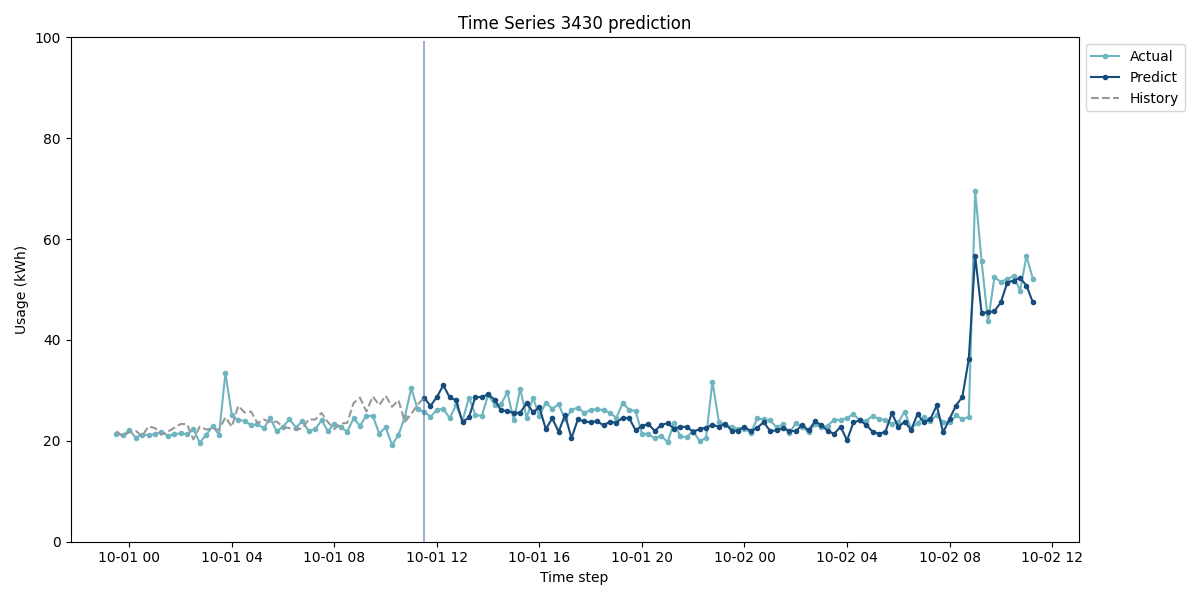 Time Series 3430 prediction
100
80
60
40
20
0
Usage (kWh)
10-01 00
10-01 04
10-01 08
10-01 12
10-01 16
10-01 20
10-02 00
10-02 04
10-02 08
10-02 12
Time step
Actual
Predict
History